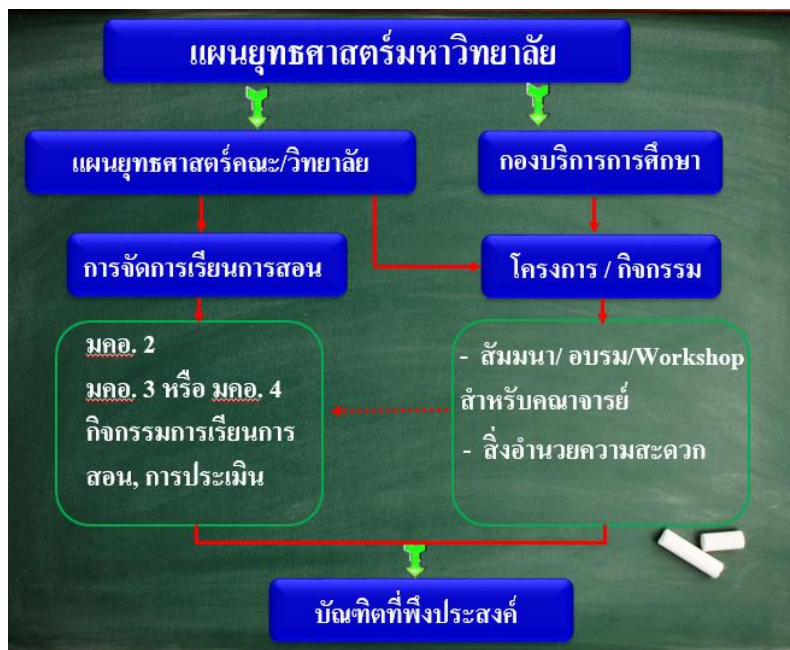 แผนยุทธศาสตร์มหาวิทยาลัย
แผนยุทธศาสตร์คณะ/วิทยาลัย
กองบริการการศึกษา
การจัดการเรียนการสอน
โครงการ / กิจกรรม
มคอ. 2
มคอ. 3 หรือ มคอ. 4
กิจกรรมการเรียนการ
สอน, การประเมิน
- สัมมนา/ อบรม/Workshop
สำหรับคณาจารย์
- สิ่งอำนวยความสะดวก
บัณฑิตที่พึงประสงค์